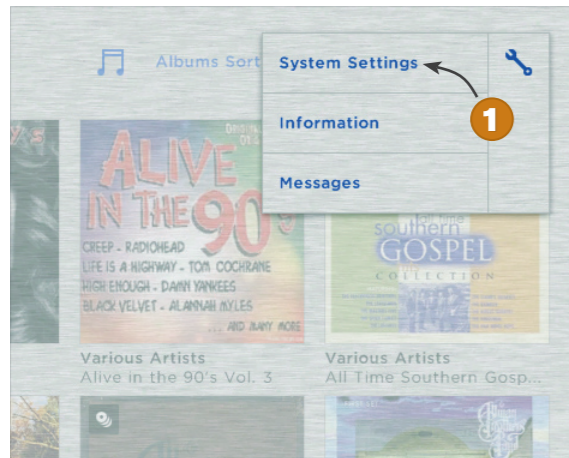 Albums Sort
System Settings
1
Information
Messages
ALIVE
IN THE 90's
CREEP - RADIOHEAD
LIFE IS A HIGHWAY - TOM COCHRANE
HIGH ENOUGH - DAMN YANKEES
BLACK VELVET - ALANNAH MYLES
... AND MANY MORE
all time
southern
GOSPEL
COLLECTION
Various Artists
Alive in the 90's Vol. 3
Various Artists
All Time Southern Gosp...